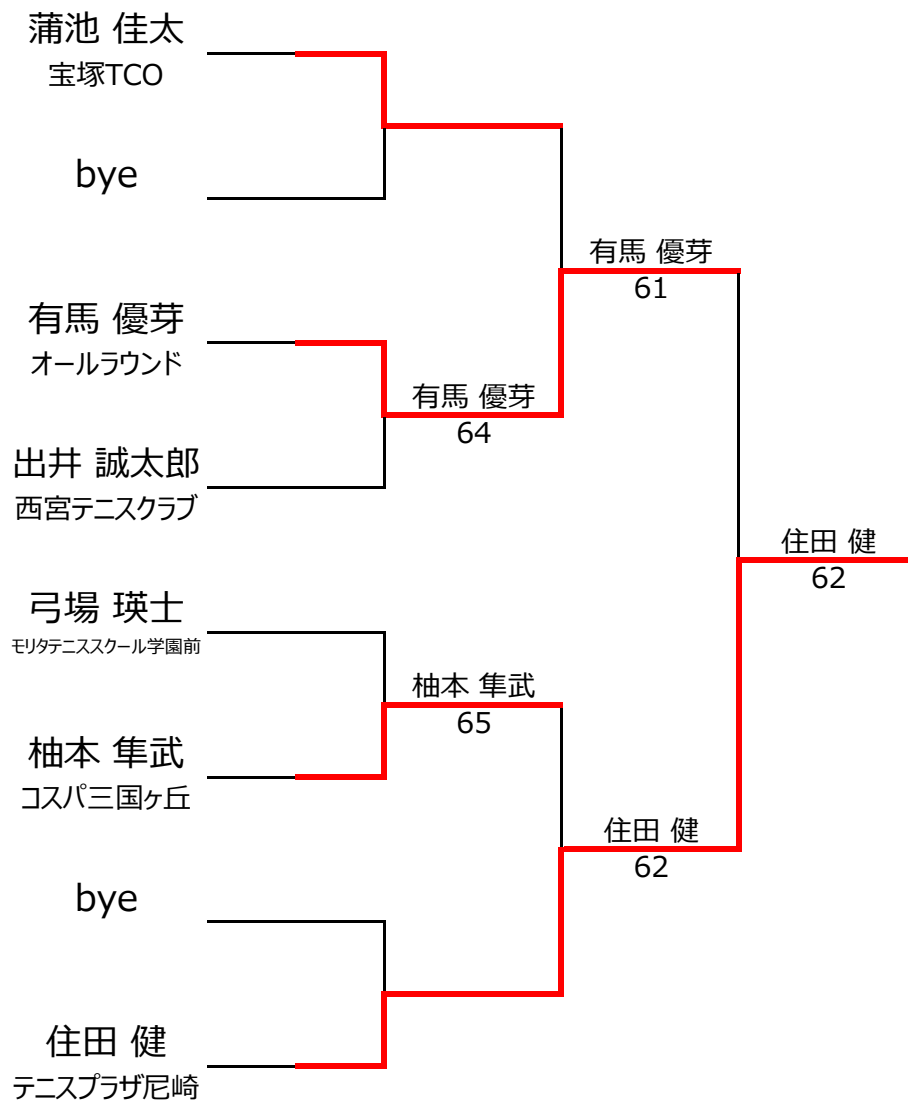 蒲池 佳太
宝塚TCO
bye
有馬 優芽
オールラウンド
出井 誠太郎
西宮テニスクラブ
弓場 瑛士
モリタテニススクール学園前
柚本 隼武
コスパ三国ヶ丘
bye
住田 健
テニスプラザ尼崎
有馬 優芽
64
柚本 隼武
65
有馬 優芽
61
住田 健
62
住田 健
62